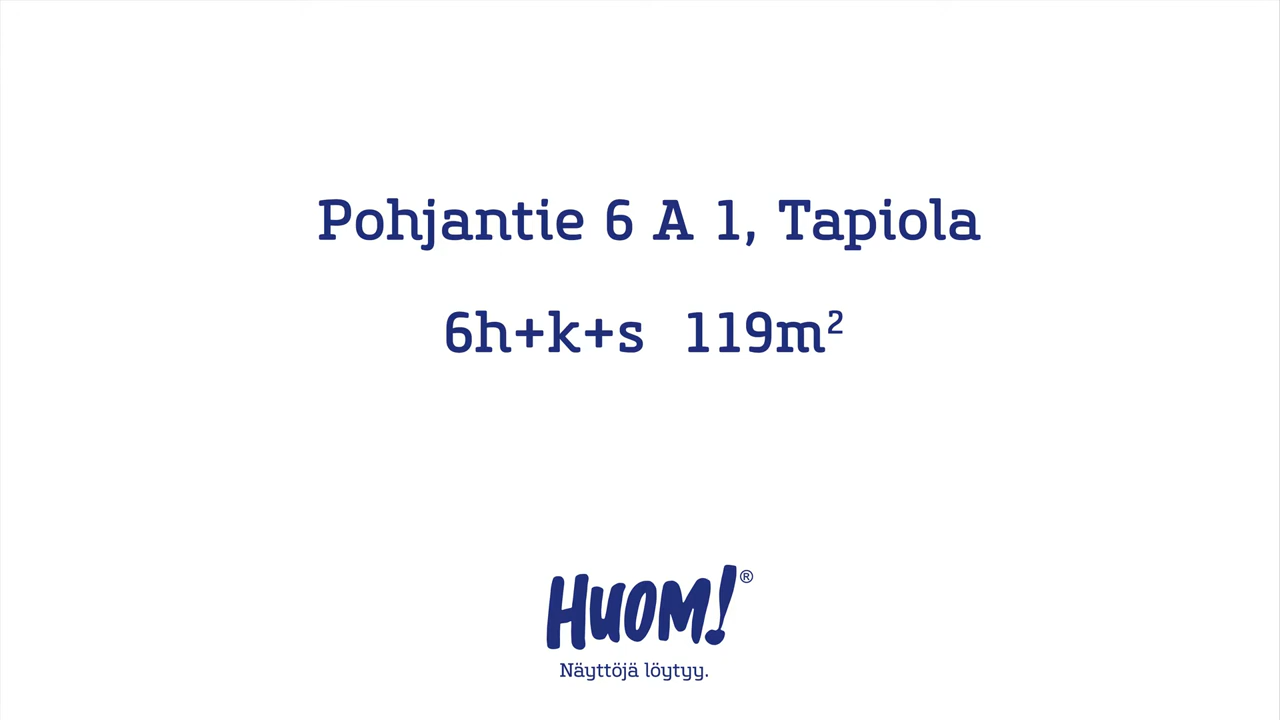 Pohjantie 6 A 1, Tapiola
6h+k+s 119m²
HUOM!®
Näyttöjä löytyy.